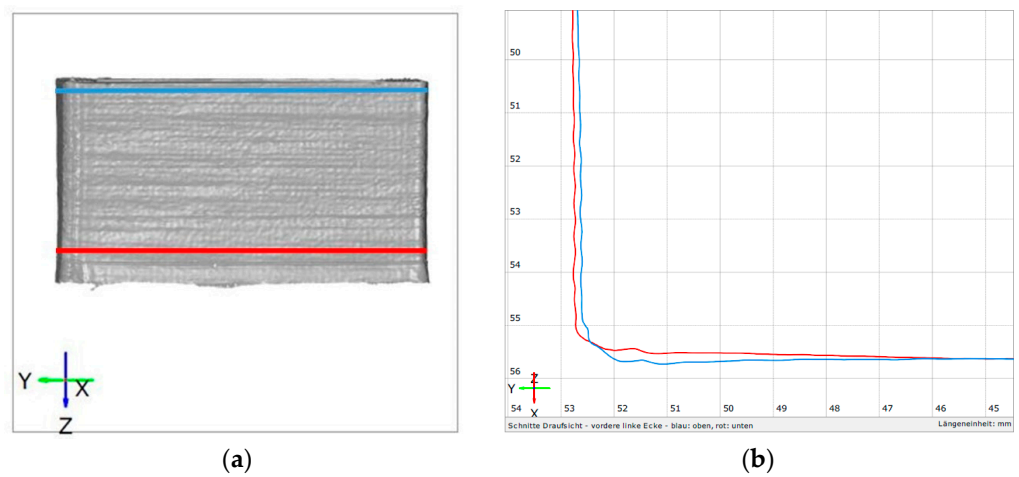 Y
X
Z
50
51
52
53
54
55
56
Z
Y
X
54 53 52 51 50 49 48 47 46 45
Schnitte Draufsicht - vordere linke Ecke - blau: oben, rot: unten Längeneinheit: mm
(a) (b)